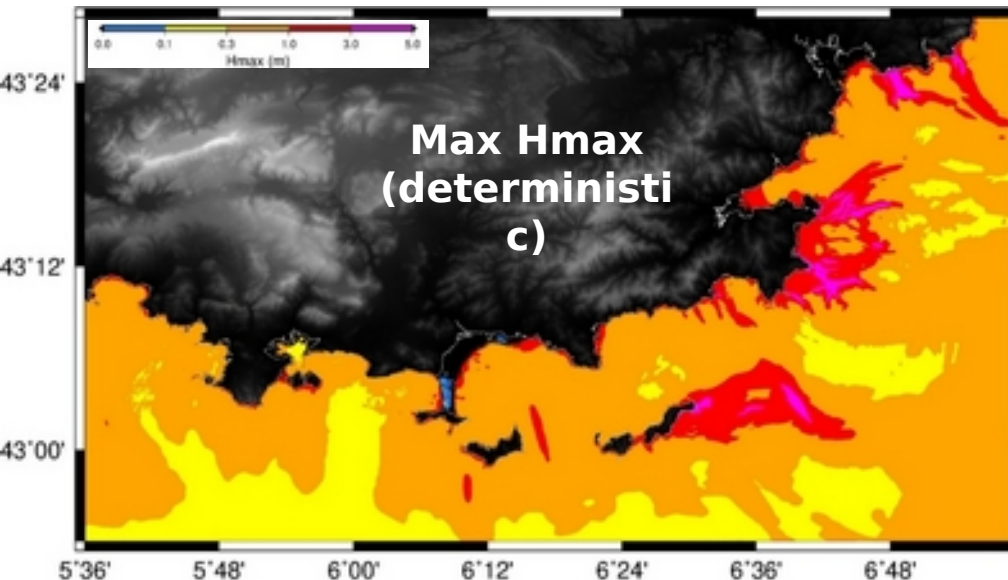 0.0 0.1 0.3 1.0 3.0 5.0
Hmax (m)
Max Hmax
(deterministi
c)
43˚24'
43˚12'
43˚00'
5˚36' 5˚48' 6˚00' 6˚12' 6˚24' 6˚36' 6˚48'